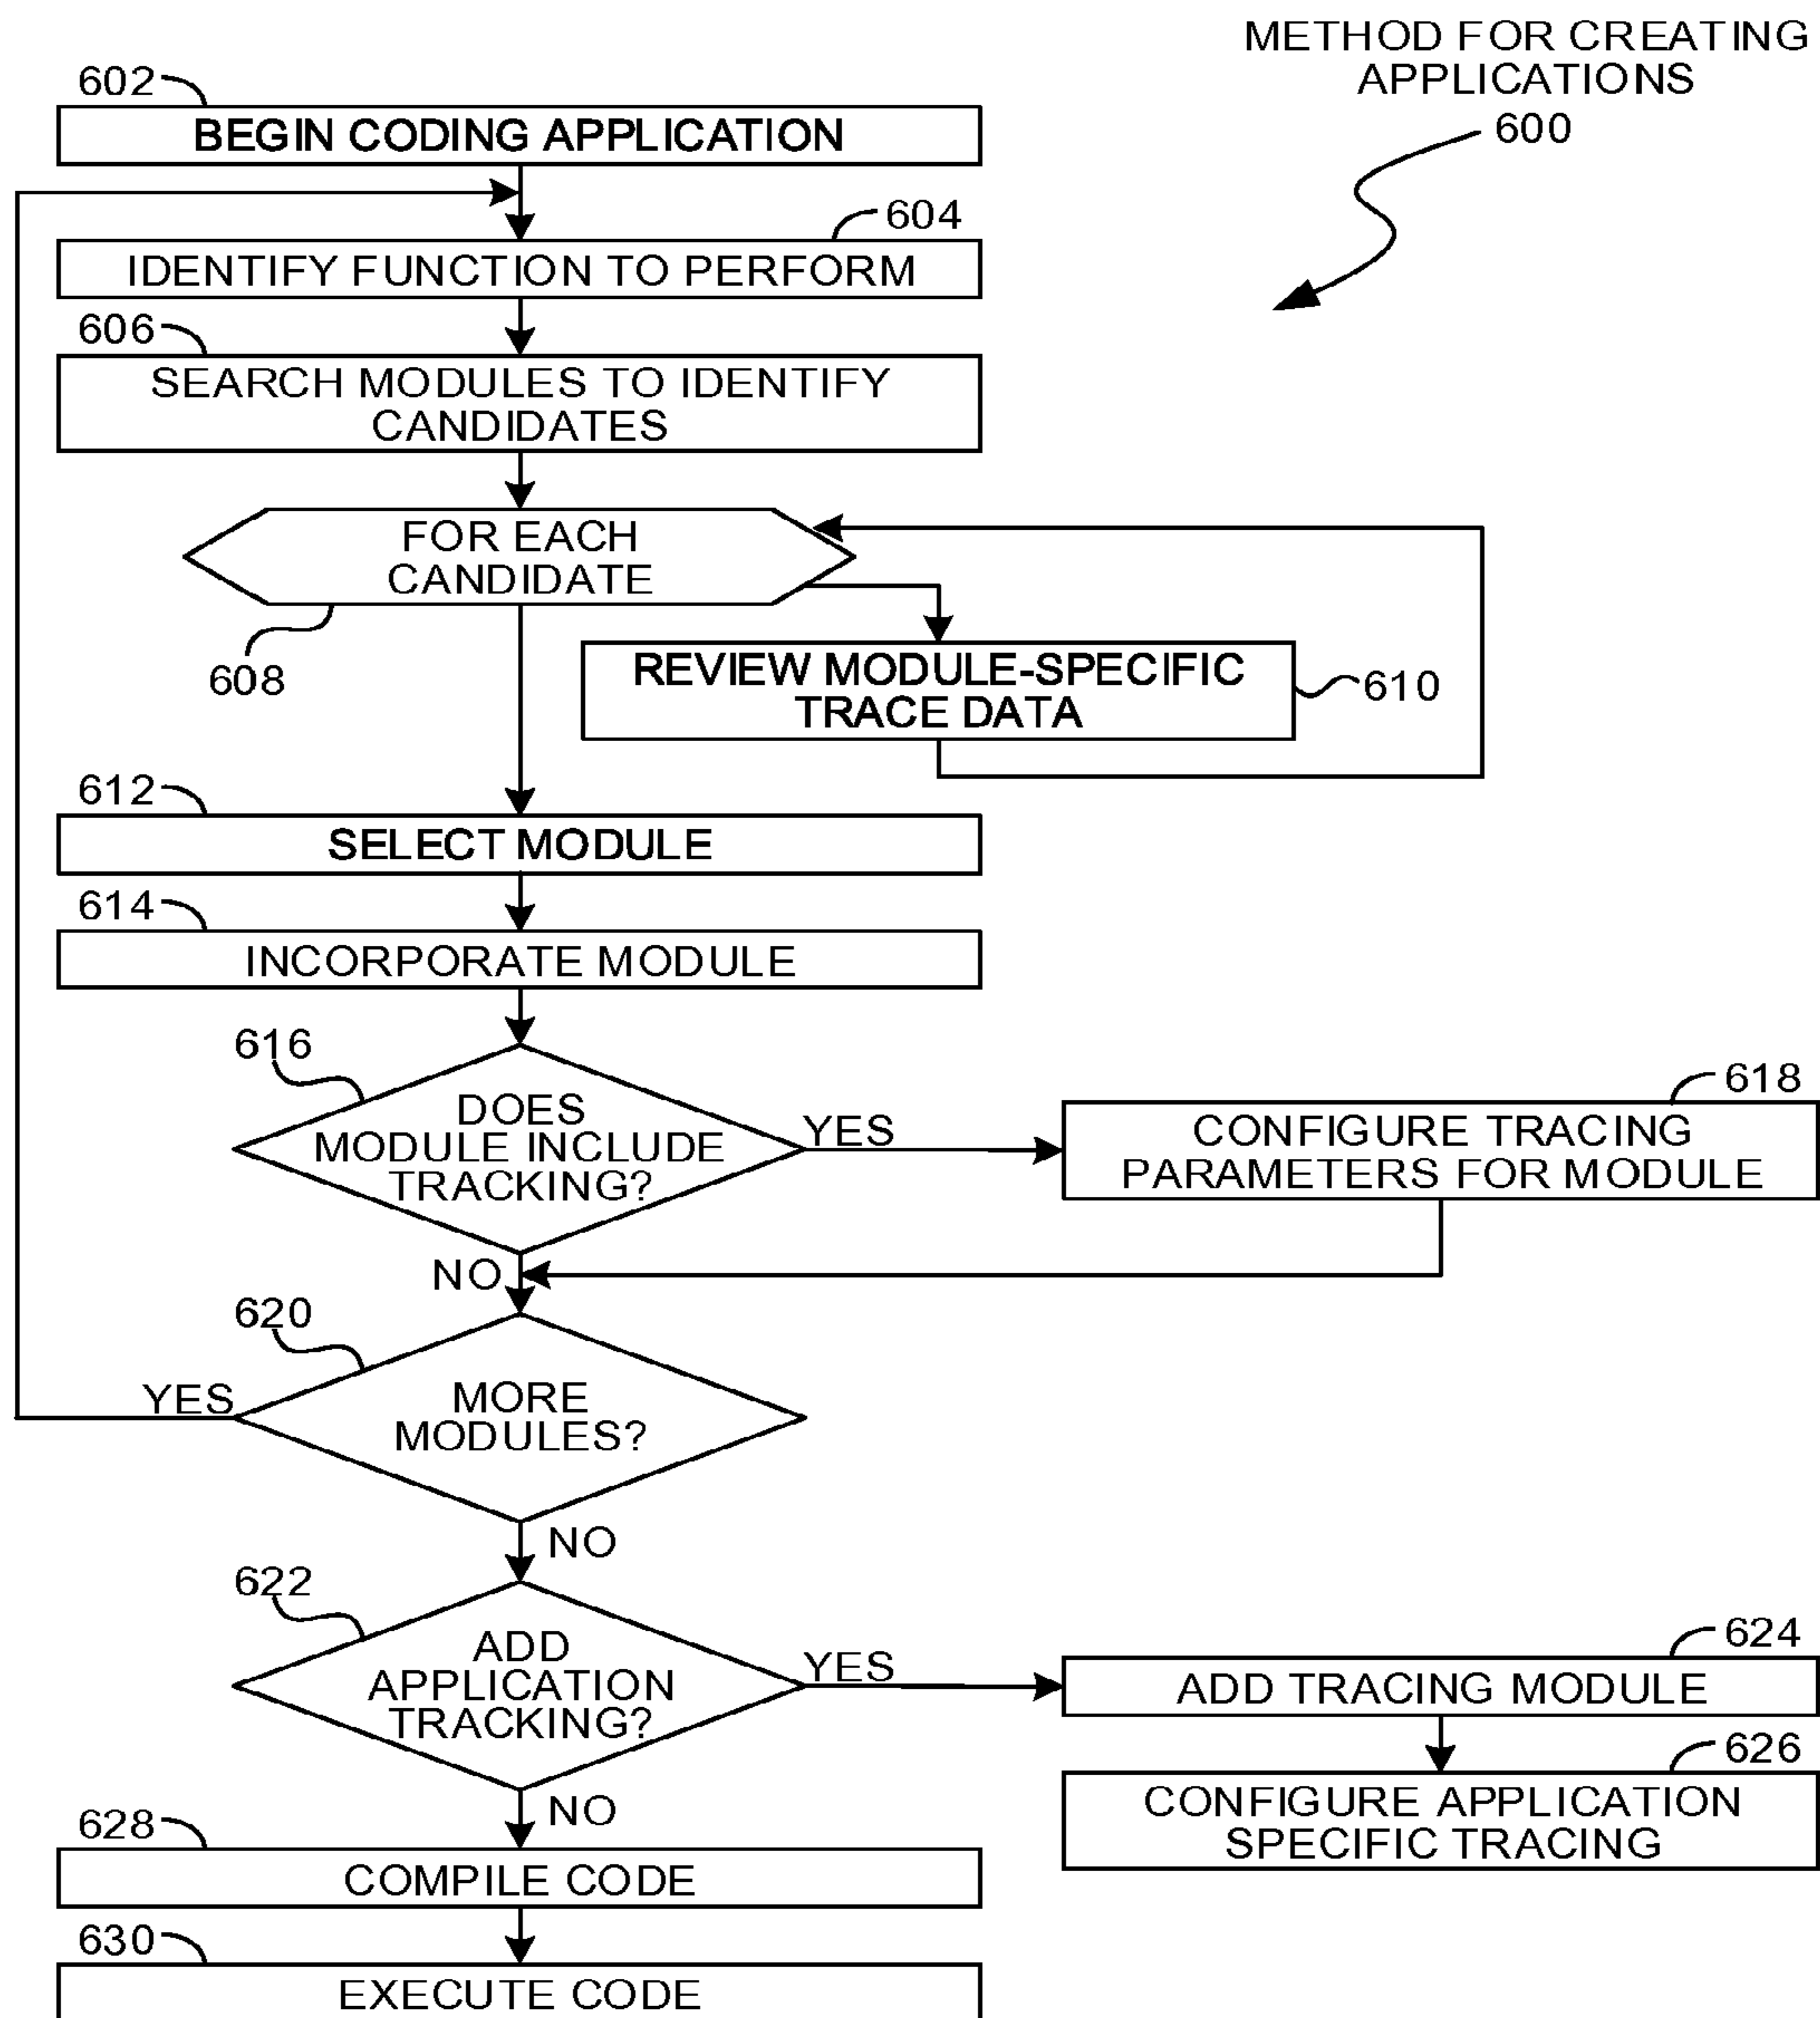 METHOD FOR CREATING
APPLICATIONS
600
602
BEGIN CODING APPLICATION
604
IDENTIFY FUNCTION TO PERFORM
606
SEARCH MODULES TO IDENTIFY
CANDIDATES
FOR EACH
CANDIDATE
608
REVIEW MODULE-SPECIFIC
TRACE DATA
610
612
SELECT MODULE
614
INCORPORATE MODULE
616
DOES
MODULE INCLUDE
TRACKING?
YES
618
CONFIGURE TRACING
PARAMETERS FOR MODULE
NO
620
MORE
MODULES?
YES
NO
622
ADD
APPLICATION
TRACKING?
YES
624
ADD TRACING MODULE
626
CONFIGURE APPLICATION
SPECIFIC TRACING
NO
628
COMPILE CODE
630
EXECUTE CODE